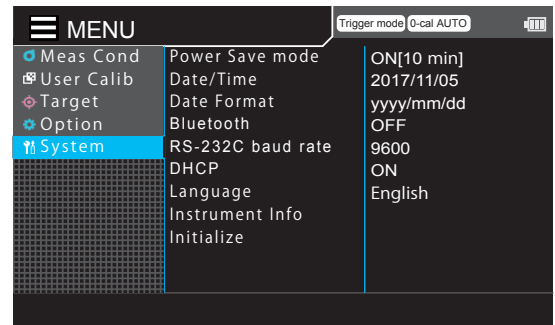 MENU
Trigger mode 0-cal AUTO
Meas Cond
User Calib
Target
Option
System
Power Save mode ON[10 min]
Date/Time 2017/11/05
Date Format yyyy/mm/dd
Bluetooth OFF
RS-232C baud rate 9600
DHCP ON
Language English
Instrument Info
Initialize